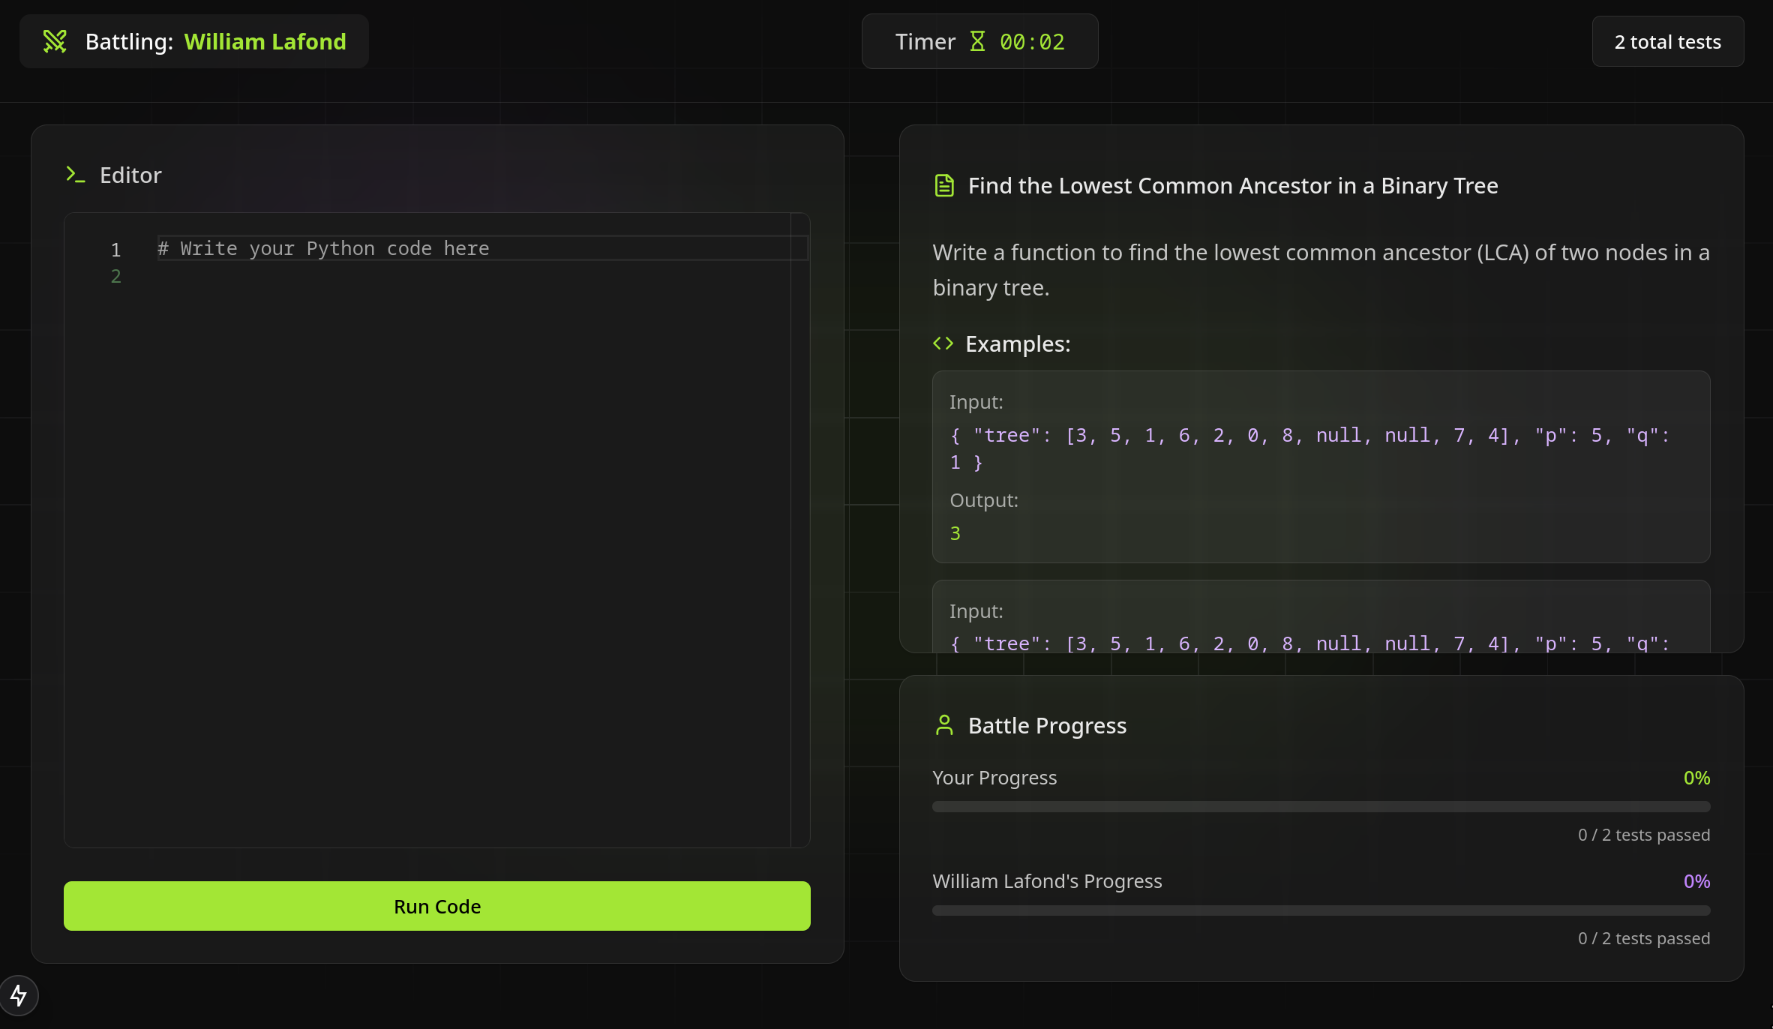 Battling: William Lafond
Timer 00:02
2 total tests
Editor
1 # Write your Python code here
2
Run Code
Find the Lowest Common Ancestor in a Binary Tree
Write a function to find the lowest common ancestor (LCA) of two nodes in a
binary tree.
Examples:
Input:
{ "tree": [3, 5, 1, 6, 2, 0, 8, null, null, 7, 4], "p": 5, "q":
1 }
Output:
3
Input:
{ "tree": [3, 5, 1, 6, 2, 0, 8, null, null, 7, 4], "p": 5, "q":
Battle Progress
Your Progress 0%
0 / 2 tests passed
William Lafond's Progress 0%
0 / 2 tests passed